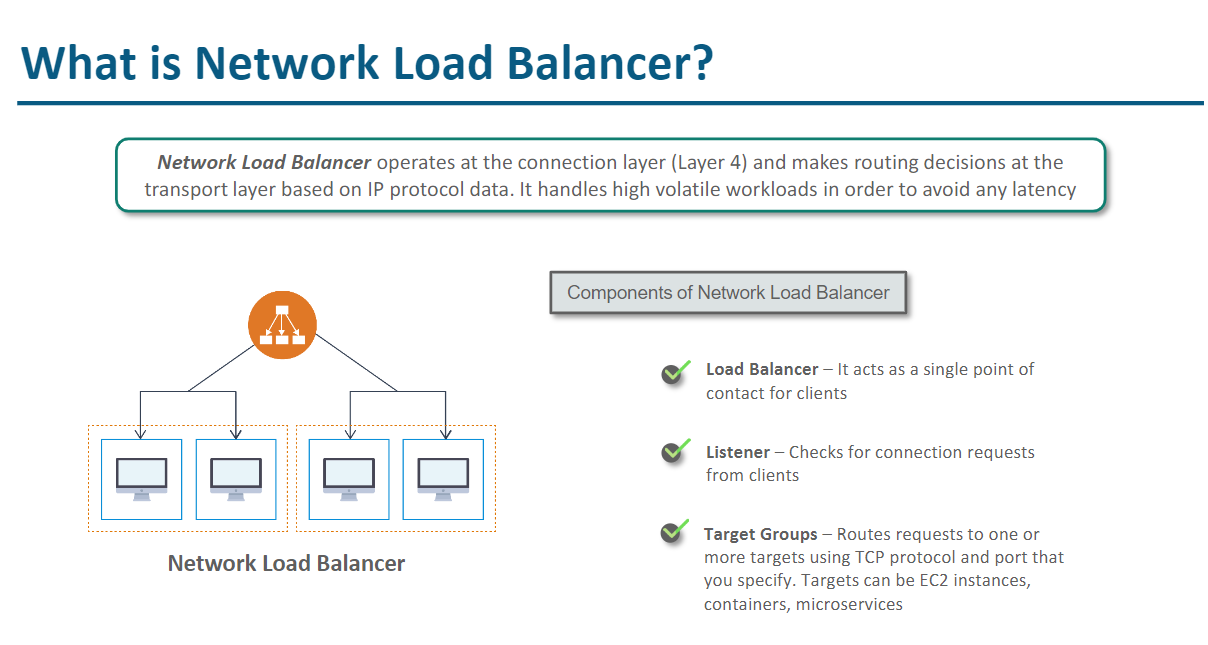 What is Network Load Balancer?
Network Load Balancer operates at the connection layer (Layer 4) and makes routing decisions at the
transport layer based on IP protocol data. It handles high volatile workloads in order to avoid any latency
Components of Network Load Balancer
Load Balancer – It acts as a single point of
contact for clients
Listener – Checks for connection requests
from clients
Target Groups – Routes requests to one or
more targets using TCP protocol and port that
you specify. Targets can be EC2 instances,
containers, microservices
Network Load Balancer